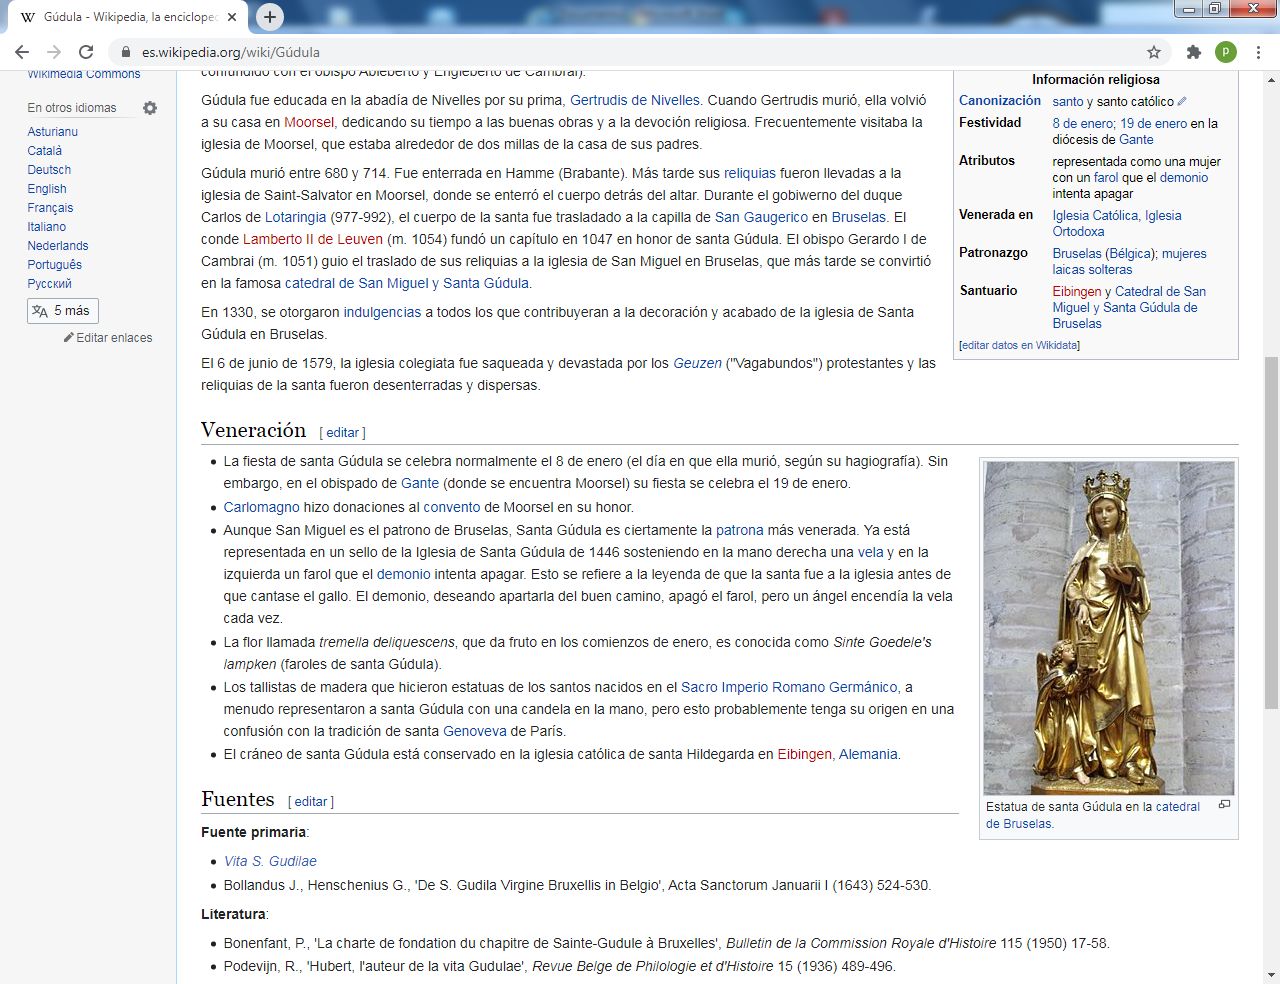 Gúdula - Wikipedia, la encicloped
es.wikipedia.org/wiki/Gúdula
p
Wikimedia Commons
En otros idiomas
Asturianu
Català
Deutsch
English
Français
Italiano
Nederlands
Português
Русский
5 más
Editar enlaces
confundido con el obispo Ableberto y Engleberto de Cambrai).
Gúdula fue educada en la abadía de Nivelles por su prima, Gertrudis de Nivelles. Cuando Gertrudis murió, ella volvió
a su casa en Moorsel, dedicando su tiempo a las buenas obras y a la devoción religiosa. Frecuentemente visitaba la
iglesia de Moorsel, que estaba alrededor de dos millas de la casa de sus padres.
Gúdula murió entre 680 y 714. Fue enterrada en Hamme (Brabante). Más tarde sus reliquias fueron llevadas a la
iglesia de Saint-Salvator en Moorsel, donde se enterró el cuerpo detrás del altar. Durante el gobiwerno del duque
Carlos de Lotaringia (977-992), el cuerpo de la santa fue trasladado a la capilla de San Gaugerico en Bruselas. El
conde Lamberto II de Leuven (m. 1054) fundó un capítulo en 1047 en honor de santa Gúdula. El obispo Gerardo I de
Cambrai (m. 1051) guio el traslado de sus reliquias a la iglesia de San Miguel en Bruselas, que más tarde se convirtió
en la famosa catedral de San Miguel y Santa Gúdula.
En 1330, se otorgaron indulgencias a todos los que contribuyeran a la decoración y acabado de la iglesia de Santa
Gúdula en Bruselas.
El 6 de junio de 1579, la iglesia colegiata fue saqueada y devastada por los Geuzen ("Vagabundos") protestantes y las
reliquias de la santa fueron desenterradas y dispersas.
Información religiosa
Canonización santo y santo católico
Festividad 8 de enero; 19 de enero en la
diócesis de Gante
Atributos representada como una mujer
con un farol que el demonio
intenta apagar
Venerada en Iglesia Católica, Iglesia
Ortodoxa
Patronazgo Bruselas (Bélgica); mujeres
laicas solteras
Santuario Eibingen y Catedral de San
Miguel y Santa Gúdula de
Bruselas
[editar datos en Wikidata]
Veneración [ editar ]
La fiesta de santa Gúdula se celebra normalmente el 8 de enero (el día en que ella murió, según su hagiografía). Sin
embargo, en el obispado de Gante (donde se encuentra Moorsel) su fiesta se celebra el 19 de enero.
Carlomagno hizo donaciones al convento de Moorsel en su honor.
Aunque San Miguel es el patrono de Bruselas, Santa Gúdula es ciertamente la patrona más venerada. Ya está
representada en un sello de la Iglesia de Santa Gúdula de 1446 sosteniendo en la mano derecha una vela y en la
izquierda un farol que el demonio intenta apagar. Esto se refiere a la leyenda de que la santa fue a la iglesia antes de
que cantase el gallo. El demonio, deseando apartarla del buen camino, apagó el farol, pero un ángel encendía la vela
cada vez.
La flor llamada tremella deliquescens, que da fruto en los comienzos de enero, es conocida como Sinte Goedele's
lampken (faroles de santa Gúdula).
Los tallistas de madera que hicieron estatuas de los santos nacidos en el Sacro Imperio Romano Germánico, a
menudo representaron a santa Gúdula con una candela en la mano, pero esto probablemente tenga su origen en una
confusión con la tradición de santa Genoveva de París.
El cráneo de santa Gúdula está conservado en la iglesia católica de santa Hildegarda en Eibingen, Alemania.
Estatua de santa Gúdula en la catedral
de Bruselas.
Fuentes [ editar ]
Fuente primaria:
Vita S. Gudilae
Bollandus J., Henschenius G., 'De S. Gudila Virgine Bruxellis in Belgio', Acta Sanctorum Januarii I (1643) 524-530.
Literatura:
Bonenfant, P., 'La charte de fondation du chapitre de Sainte-Gudule à Bruxelles', Bulletin de la Commission Royale d'Histoire 115 (1950) 17-58.
Podevijn, R., 'Hubert, l'auteur de la vita Gudulae', Revue Belge de Philologie et d'Histoire 15 (1936) 489-496.